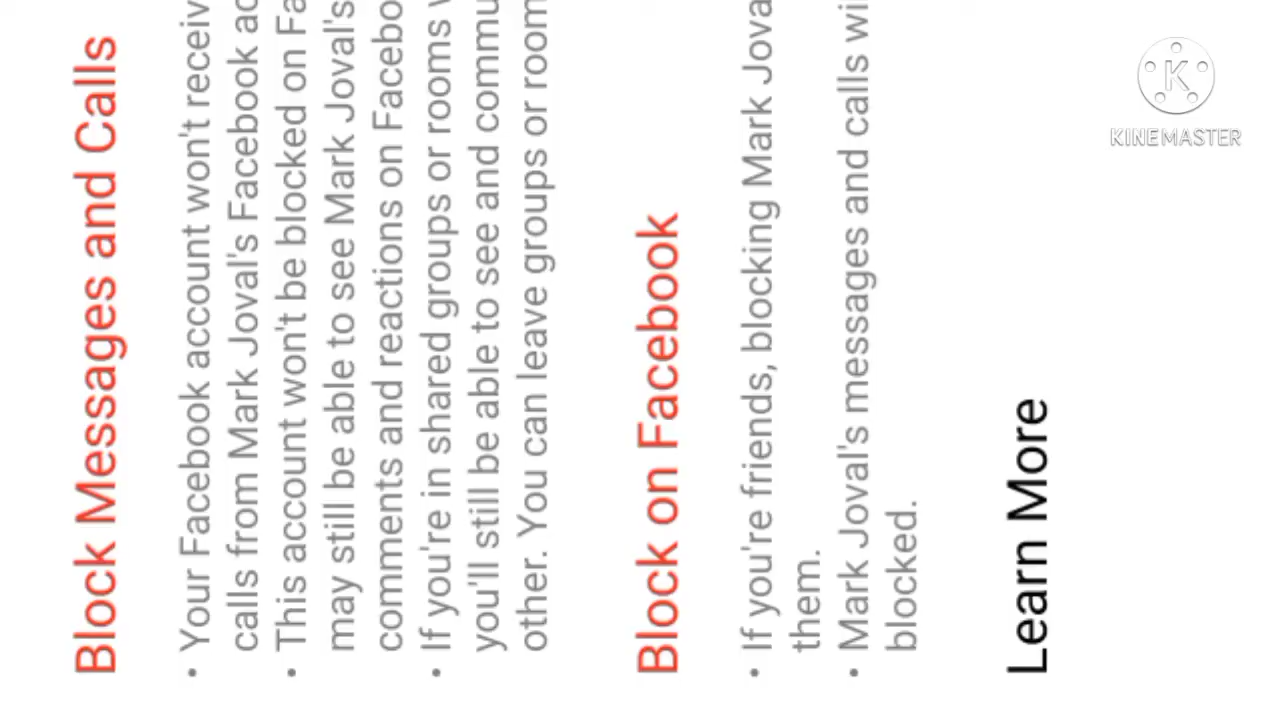 Block Messages and Calls
• Your Facebook account won't receiv
calls from Mark Joval's Facebook ac
• This account won't be blocked on Fa
may still be able to see Mark Joval's
comments and reactions on Facebo
• If you're in shared groups or rooms
you'll still be able to see and commu
other. You can leave groups or room
Block on Facebook
• If you're friends, blocking Mark Jova
them.
• Mark Joval's messages and calls wi
blocked.
Learn More
K
KINEMASTER